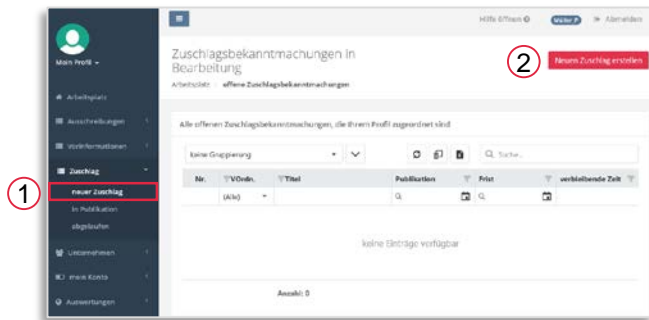 Hilfe öffnen
Müller P
Abmelden
Mein Profil
Zuschlagsbekanntmachungen in
Bearbeitung
2
Neuen Zuschlag erstellen
Arbeitsplatz
offene Zuschlagsbekanntmachungen
Arbeitsplatz
Ausschreibungen
Alle offenen Zuschlagsbekanntmachungen, die Ihrem Profil zugeordnet sind
Vorinformationen
keine Gruppierung
Suche...
Zuschlag
Nr.
VOrdn.
Titel
Publikation
Frist
verbleibende Zeit
1
neuer Zuschlag
(Alle)
in Publikation
abgelaufen
keine Einträge verfügbar
Unternehmen
mein Konto
Anzahl: 0
Auswertungen